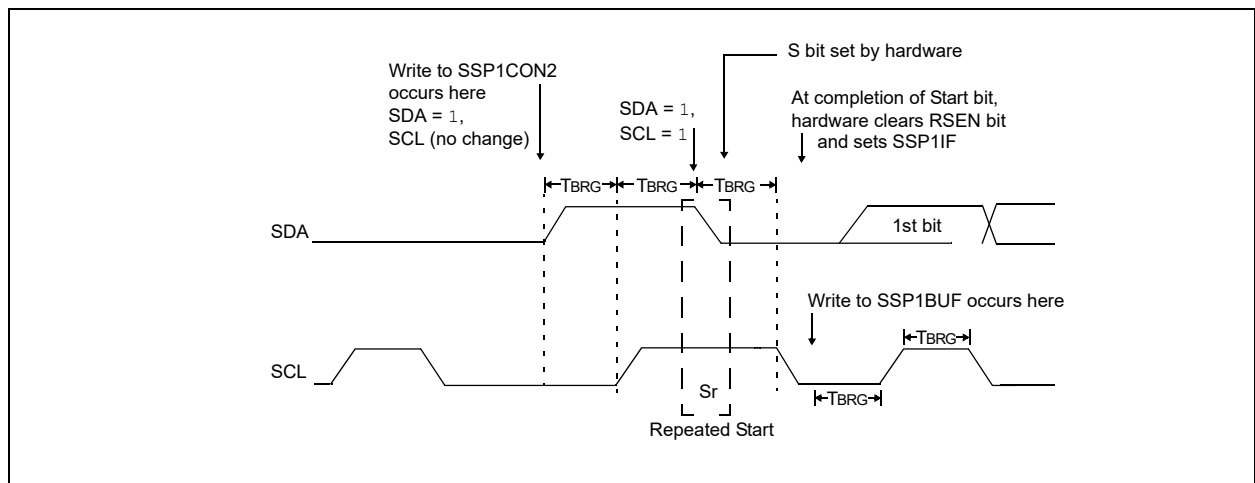 S bit set by hardware
Write to SSP1CON2
occurs here
SDA = 1,
SCL (no change)
SDA = 1,
SCL = 1
At completion of Start bit,
hardware clears RSEN bit
and sets SSP1IF
TBRG
TBRG
TBRG
SDA
1st bit
Write to SSP1BUF occurs here
TBRG
SCL
Sr
TBRG
Repeated Start